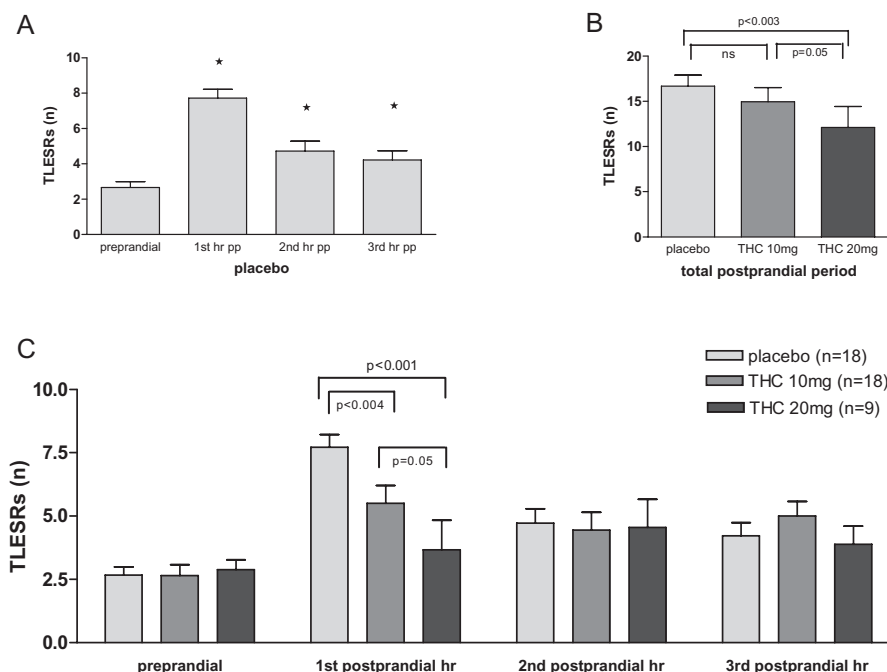 A
TLESRs (n)
10
8
6
4
2
0
★
★
★
preprandial 1st hr pp 2nd hr pp 3rd hr pp
placebo
B
p<0.003
ns
p=0.05
TLESRs (n)
20
15
10
5
0
placebo THC 10mg THC 20mg
total postprandial period
C
placebo (n=18)
THC 10mg (n=18)
THC 20mg (n=9)
p<0.001
p<0.004
p=0.05
TLESRs (n)
10.0
7.5
5.0
2.5
0.0
preprandial 1st postprandial hr 2nd postprandial hr 3rd postprandial hr